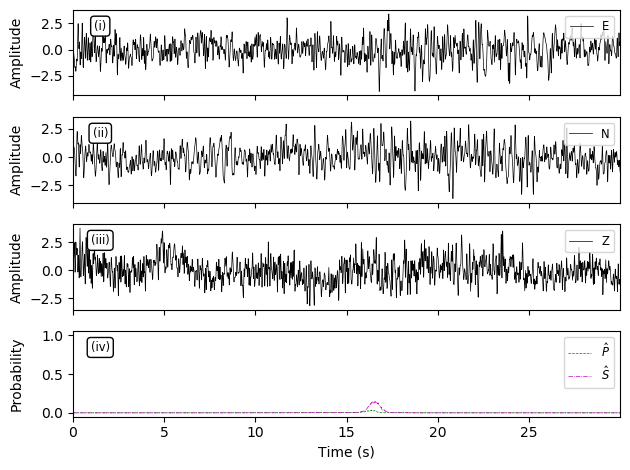 (i)
E
Amplitude
2.5
0.0
−2.5
(ii)
N
Amplitude
2.5
0.0
−2.5
(iii)
Z
Amplitude
2.5
0.0
−2.5
(iv)
P̂
Ŝ
Probability
1.0
0.5
0.0
0 5 10 15 20 25
Time (s)